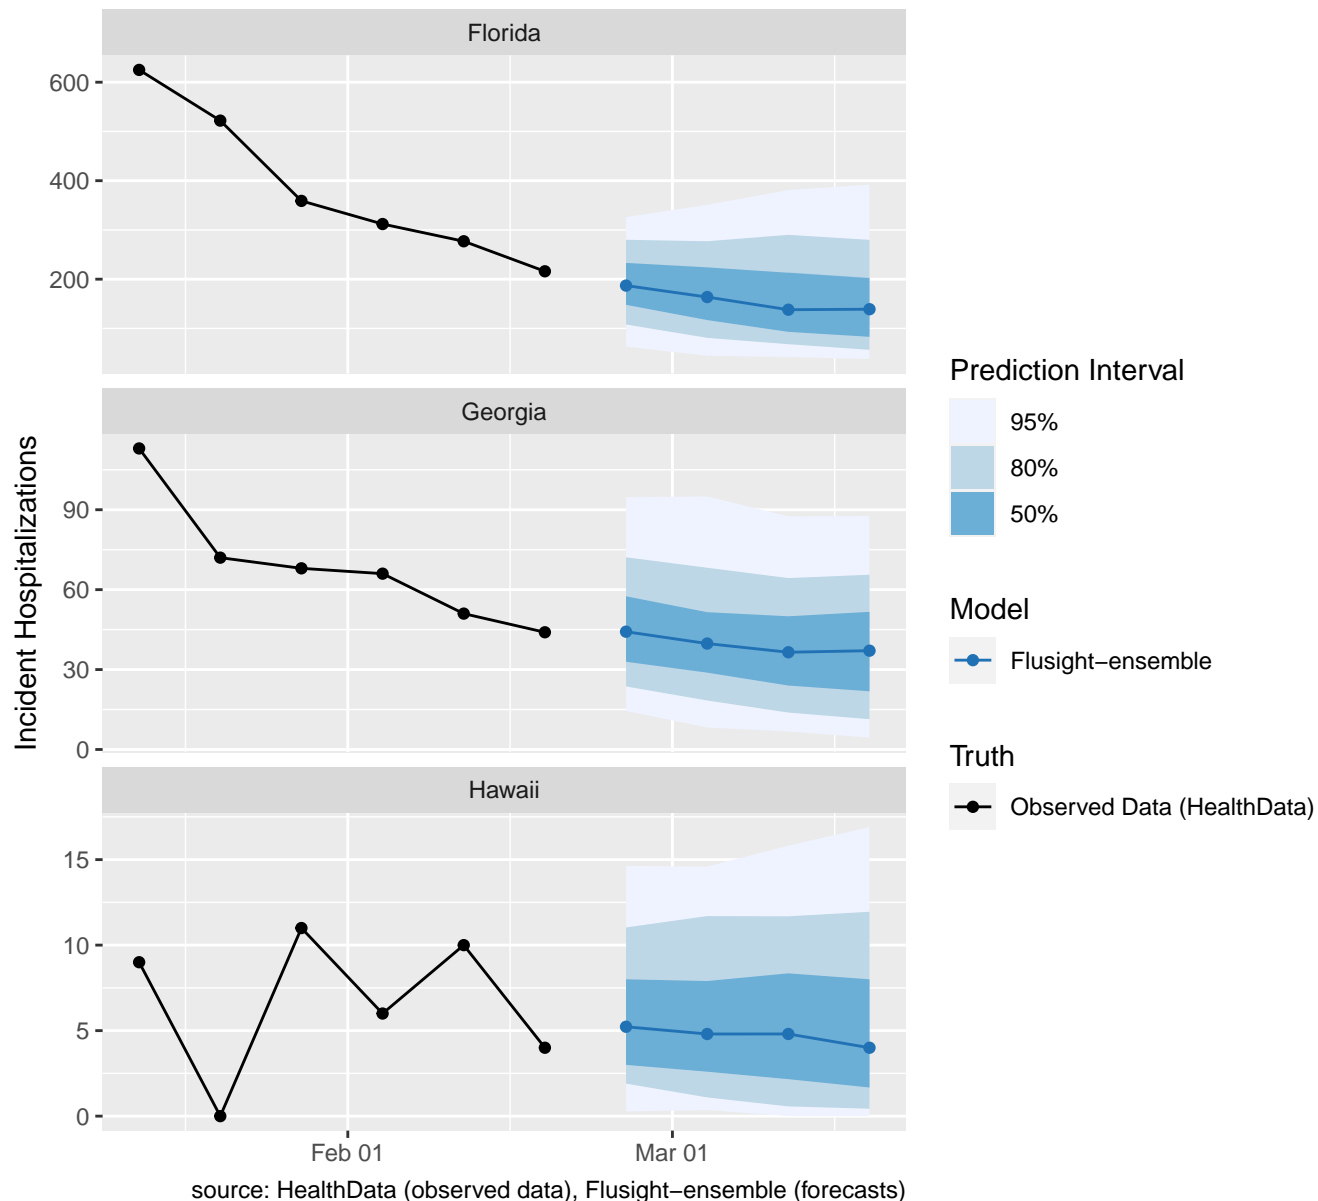 Florida
600
400
200
Georgia
90
60
30
0
Hawaii
15
10
5
0
Feb 01
Mar 01
Incident Hospitalizations
source: HealthData (observed data), Flusight−ensemble (forecasts)
Prediction Interval
95%
80%
50%
Model
Flusight−ensemble
Truth
Observed Data (HealthData)